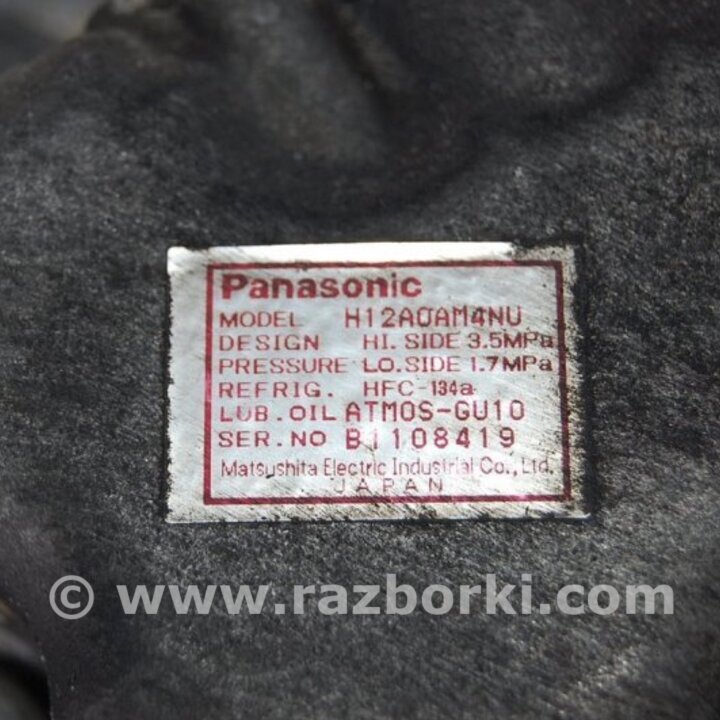 Panasonic
MODEL H12A0AM4NU
DESIGN HI. SIDE 3.5MPa
PRESSURE LO. SIDE 1.7MPa
REFRIG. HFC-134a
LUB. OIL ATMOS-GU10
SER. NO B1108419
Matsushita Electric Industrial Co., Ltd.
JAPAN
© www.razborki.com